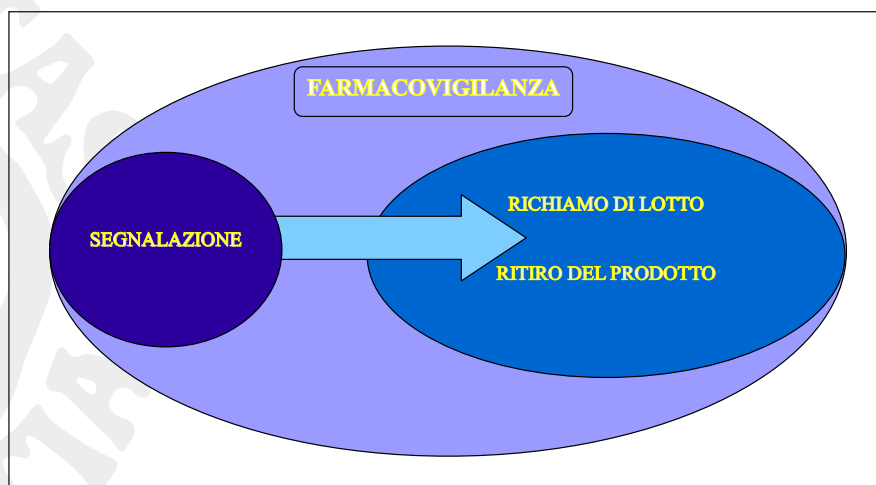 FARMACOVIGILANZA
SEGNALAZIONE
RICHIAMO DI LOTTO
RITIRO DEL PRODOTTO